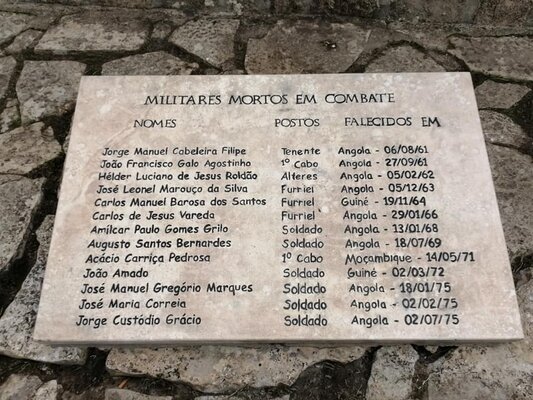 MILITARES MORTOS EM COMBATE
NOMES POSTOS FALECIDOS EM
Jorge Manuel Cabeleira Filipe Tenente Angola - 06/08/61
João Francisco Galo Agostinho 1º Cabo Angola - 27/09/61
Hélder Luciano de Jesus Roldão Alferes Angola - 05/02/62
José Leonel Marouço da Silva Furriel Angola - 05/12/63
Carlos Manuel Barosa dos Santos Furriel Guiné - 19/11/64
Carlos de Jesus Vareda Furriel Angola - 29/01/66
Amílcar Paulo Gomes Grilo Soldado Angola - 13/01/68
Augusto Santos Bernardes Soldado Angola - 18/07/69
Acácio Carriça Pedrosa 1º Cabo Moçambique - 14/05/71
João Amado Soldado Guiné - 02/03/72
José Manuel Gregório Marques Soldado Angola - 18/01/75
José Maria Correia Soldado Angola - 02/02/75
Jorge Custódio Grácio Soldado Angola - 02/07/75